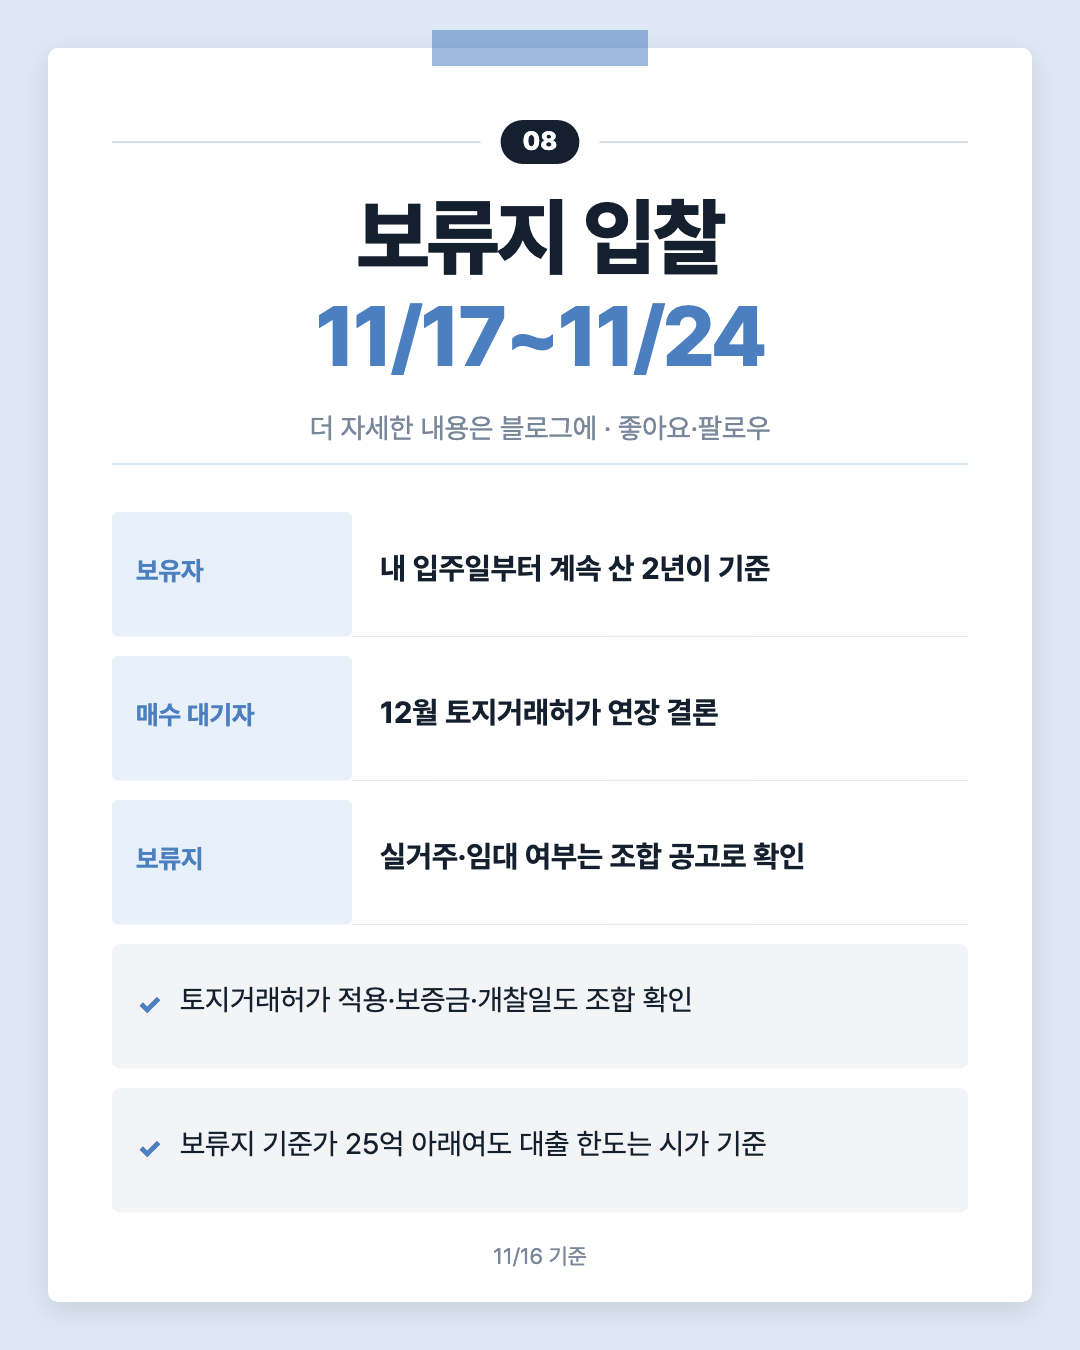 08
보류지 입찰
11/17~11/24
더 자세한 내용은 블로그에 · 좋아요·팔로우
보유자
내 입주일부터 계속 산 2년이 기준
매수 대기자
12월 토지거래허가 연장 결론
보류지
실거주·임대 여부는 조합 공고로 확인
토지거래허가 적용·보증금·개찰일도 조합 확인
보류지 기준가 25억 아래여도 대출 한도는 시가 기준
11/16 기준